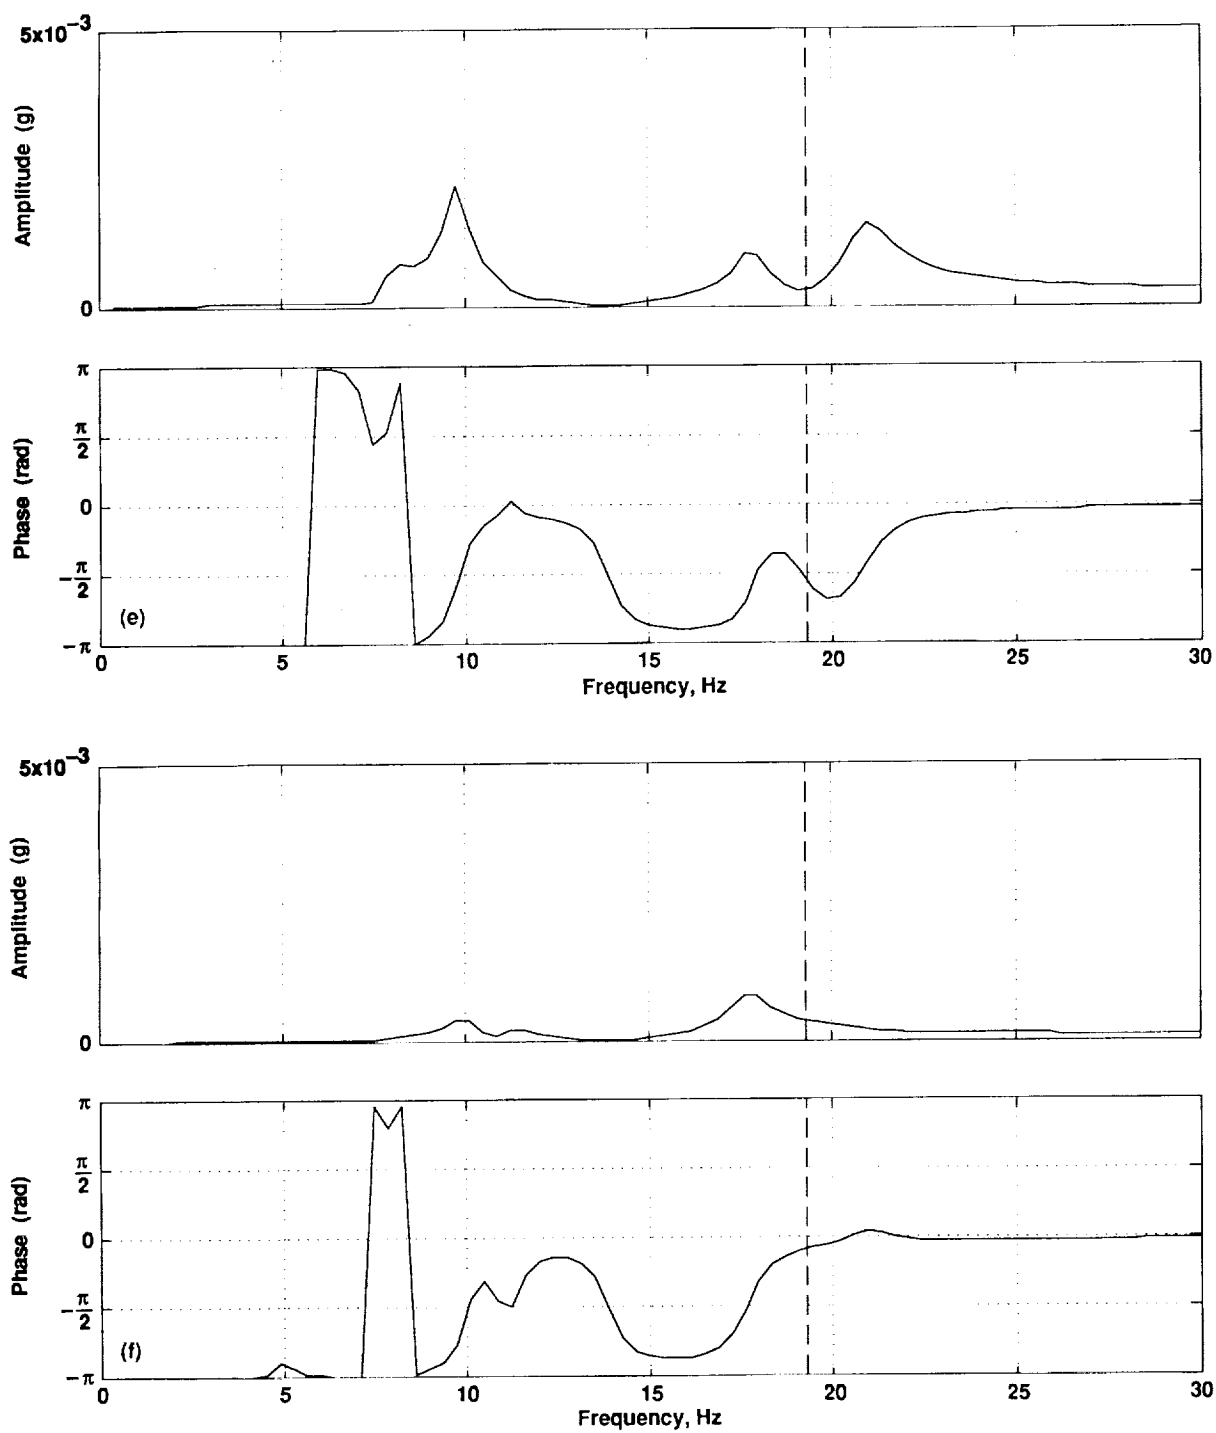 5x10⁻³
Amplitude (g)
0
π
π/2
0
−π/2
−π
Phase (rad)
(e)
0 5 10 15 20 25 30
Frequency, Hz
5x10⁻³
Amplitude (g)
0
π
π/2
0
−π/2
−π
Phase (rad)
(f)
0 5 10 15 20 25 30
Frequency, Hz